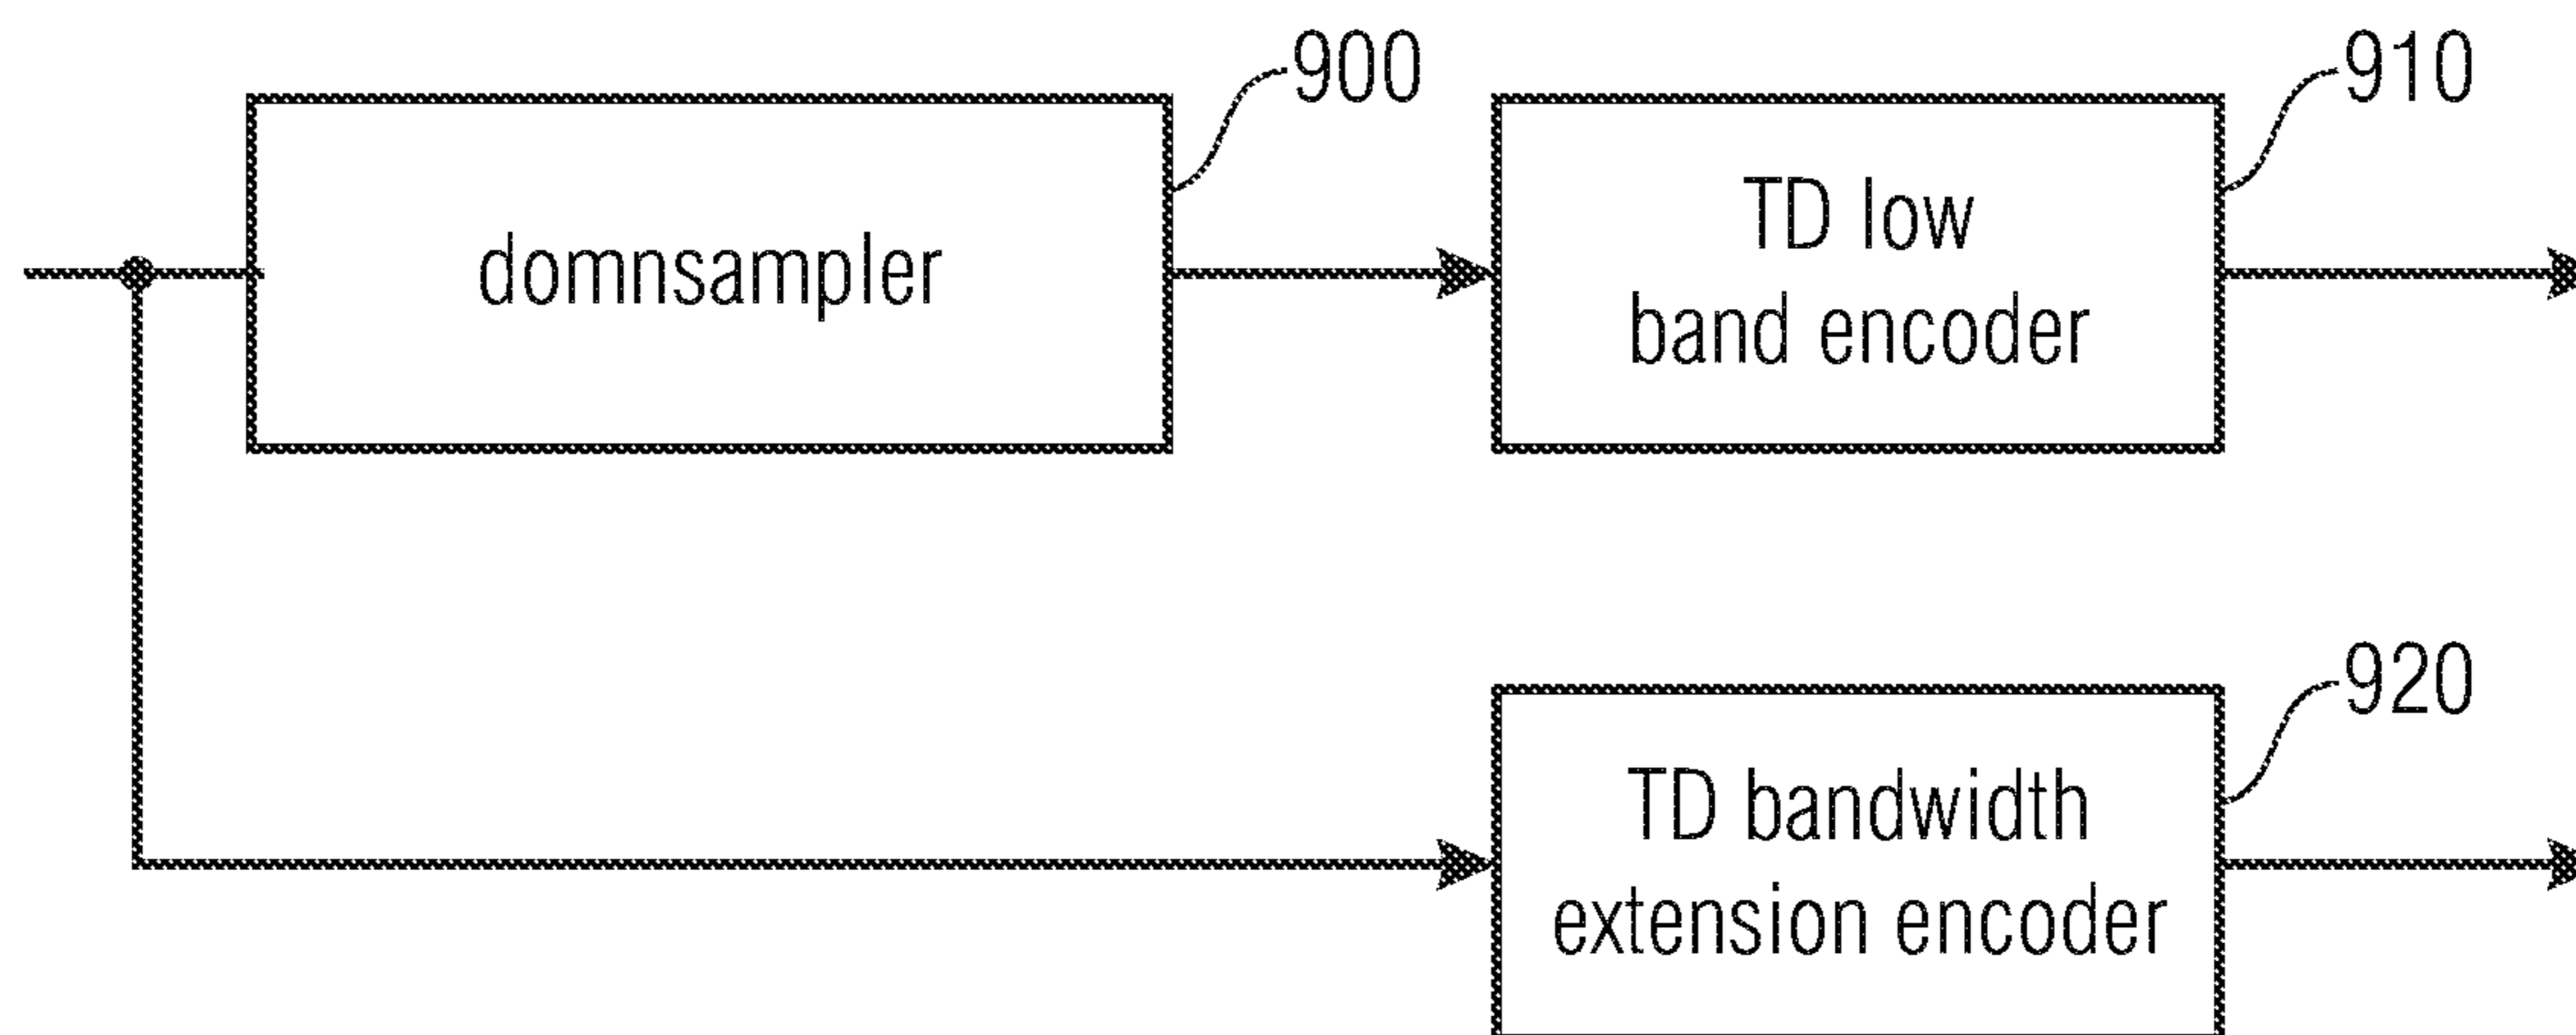 900
910
domnsampler
TD low
band encoder
920
TD bandwidth
extension encoder